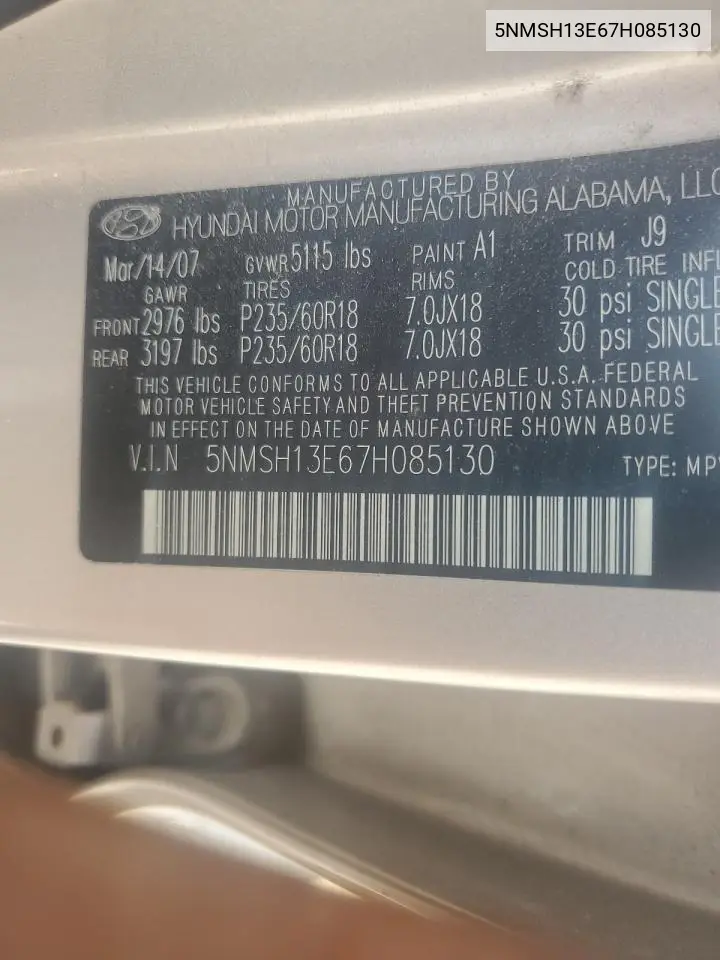 5NMSH13E67H085130
MANUFACTURED BY
HYUNDAI MOTOR MANUFACTURING ALABAMA, LLC
Mar/14/07 GVWR 5115 lbs PAINT A1 TRIM J9
GAWR TIRES RIMS COLD TIRE INFL
FRONT 2976 lbs P235/60R18 7.0JX18 30 psi SINGLE
REAR 3197 lbs P235/60R18 7.0JX18 30 psi SINGLE
THIS VEHICLE CONFORMS TO ALL APPLICABLE U.S.A. FEDERAL
MOTOR VEHICLE SAFETY AND THEFT PREVENTION STANDARDS
IN EFFECT ON THE DATE OF MANUFACTURE SHOWN ABOVE
V.I.N 5NMSH13E67H085130 TYPE: MPV